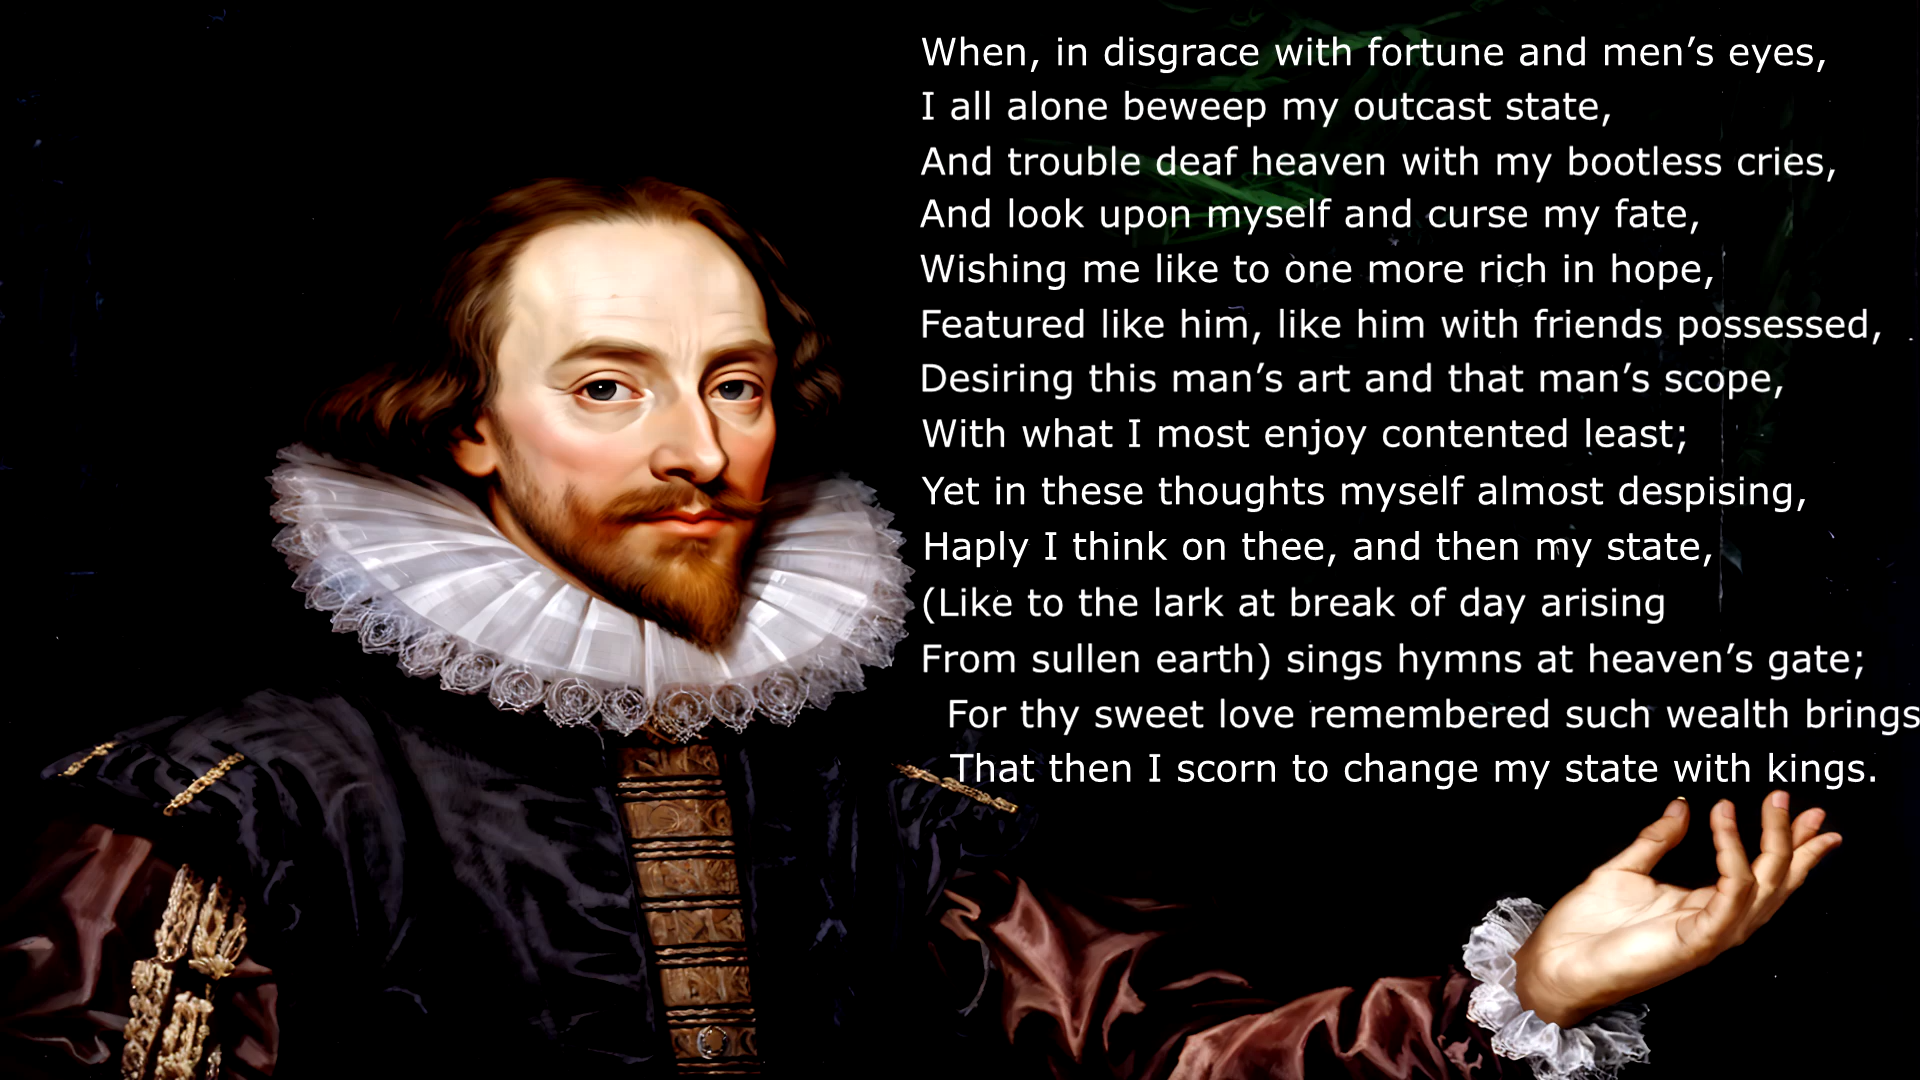 When, in disgrace with fortune and men’s eyes,
I all alone beweep my outcast state,
And trouble deaf heaven with my bootless cries,
And look upon myself and curse my fate,
Wishing me like to one more rich in hope,
Featured like him, like him with friends possessed,
Desiring this man’s art and that man’s scope,
With what I most enjoy contented least;
Yet in these thoughts myself almost despising,
Haply I think on thee, and then my state,
(Like to the lark at break of day arising
From sullen earth) sings hymns at heaven’s gate;
For thy sweet love remembered such wealth brings
That then I scorn to change my state with kings.